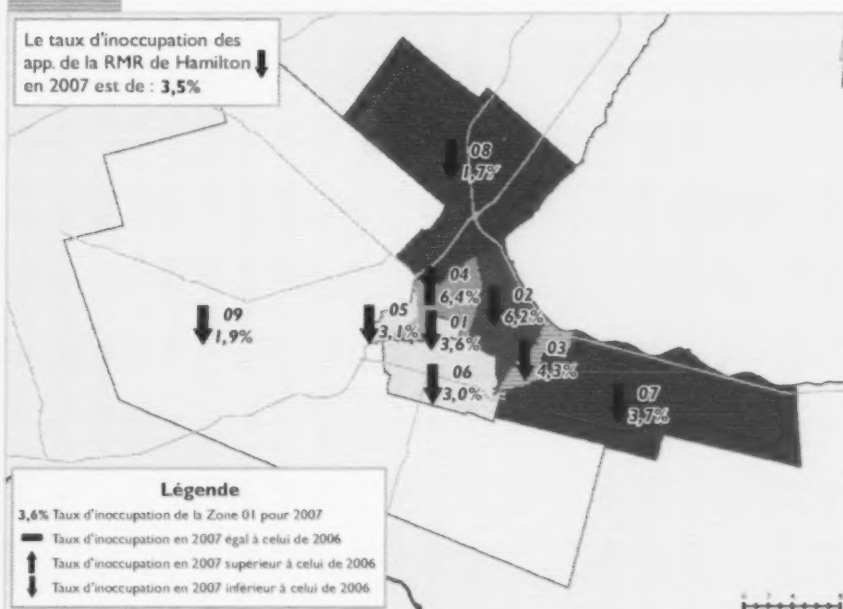 Le taux d'inoccupation des
app. de la RMR de Hamilton
en 2007 est de : 3,5%
08
1,7%
04
6,4%
02
6,2%
09
1,9%
05
3,1%
01
3,6%
03
4,3%
06
3,0%
07
3,7%
Légende
3,6% Taux d'inoccupation de la Zone 01 pour 2007
Taux d'inoccupation en 2007 égal à celui de 2006
Taux d'inoccupation en 2007 supérieur à celui de 2006
Taux d'inoccupation en 2007 inférieur à celui de 2006